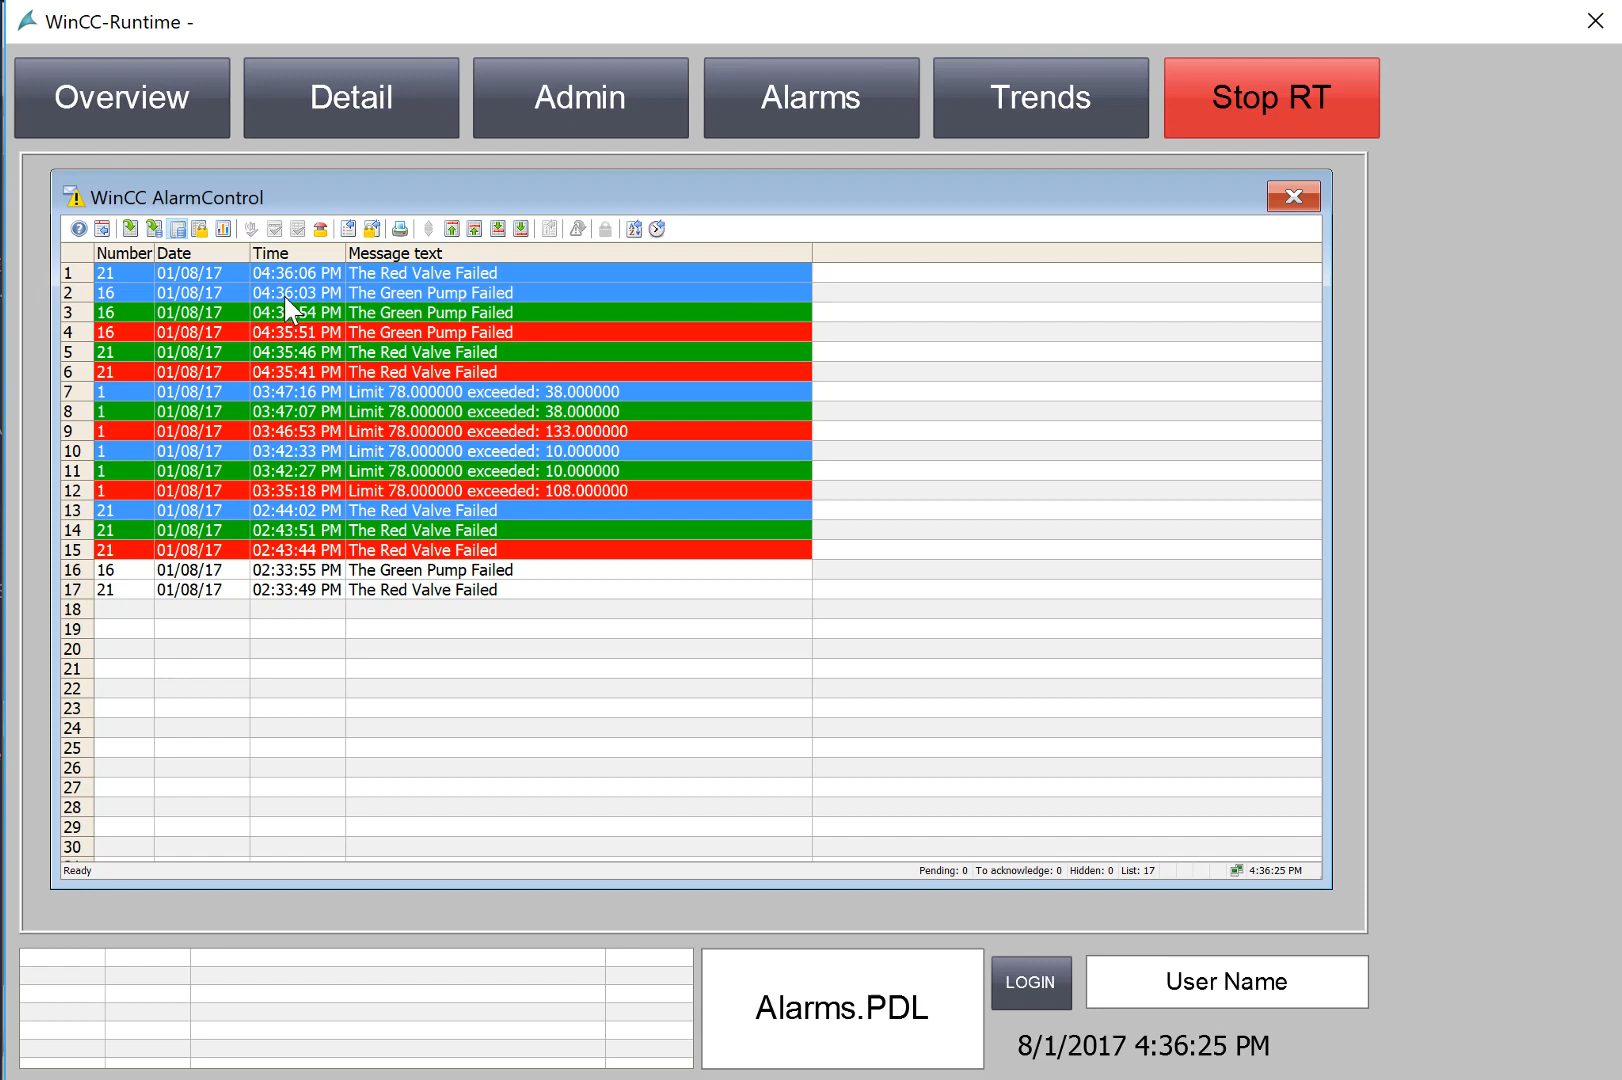 WinCC-Runtime -
Overview Detail Admin Alarms Trends Stop RT
WinCC AlarmControl
Number Date Time Message text
1 21 01/08/17 04:36:06 PM The Red Valve Failed
2 16 01/08/17 04:36:03 PM The Green Pump Failed
3 16 01/08/17 The Green Pump Failed
4 16 01/08/17 04:35:51 PM The Green Pump Failed
5 21 01/08/17 04:35:46 PM The Red Valve Failed
6 21 01/08/17 04:35:41 PM The Red Valve Failed
7 1 01/08/17 03:47:16 PM Limit 78.000000 exceeded: 38.000000
8 1 01/08/17 03:47:07 PM Limit 78.000000 exceeded: 38.000000
9 1 01/08/17 03:46:53 PM Limit 78.000000 exceeded: 133.000000
10 1 01/08/17 03:42:33 PM Limit 78.000000 exceeded: 10.000000
11 1 01/08/17 03:42:27 PM Limit 78.000000 exceeded: 10.000000
12 1 01/08/17 03:35:18 PM Limit 78.000000 exceeded: 108.000000
13 21 01/08/17 02:44:02 PM The Red Valve Failed
14 21 01/08/17 02:43:51 PM The Red Valve Failed
15 21 01/08/17 02:43:44 PM The Red Valve Failed
16 16 01/08/17 02:33:55 PM The Green Pump Failed
17 21 01/08/17 02:33:49 PM The Red Valve Failed
18
19
20
21
22
23
24
25
26
27
28
29
30
Ready Pending: 0 To acknowledge: 0 Hidden: 0 List: 17 4:36:25 PM
Alarms.PDL
LOGIN
User Name
8/1/2017 4:36:25 PM